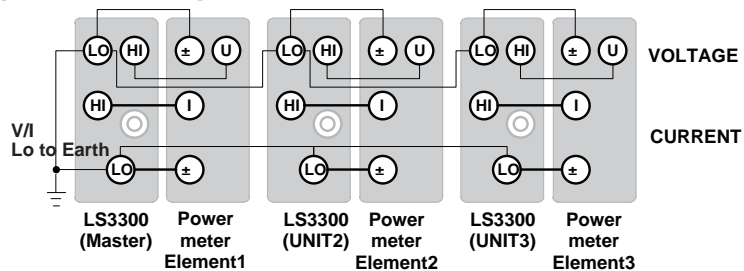 LO HI ± U LO HI ± U LO HI ± U
VOLTAGE
HI I HI I HI I
V/I
Lo to Earth
CURRENT
LO ± LO ± LO ±
LS3300 Power LS3300 Power LS3300 Power
(Master) meter (UNIT2) meter (UNIT3) meter
Element1 Element2 Element3